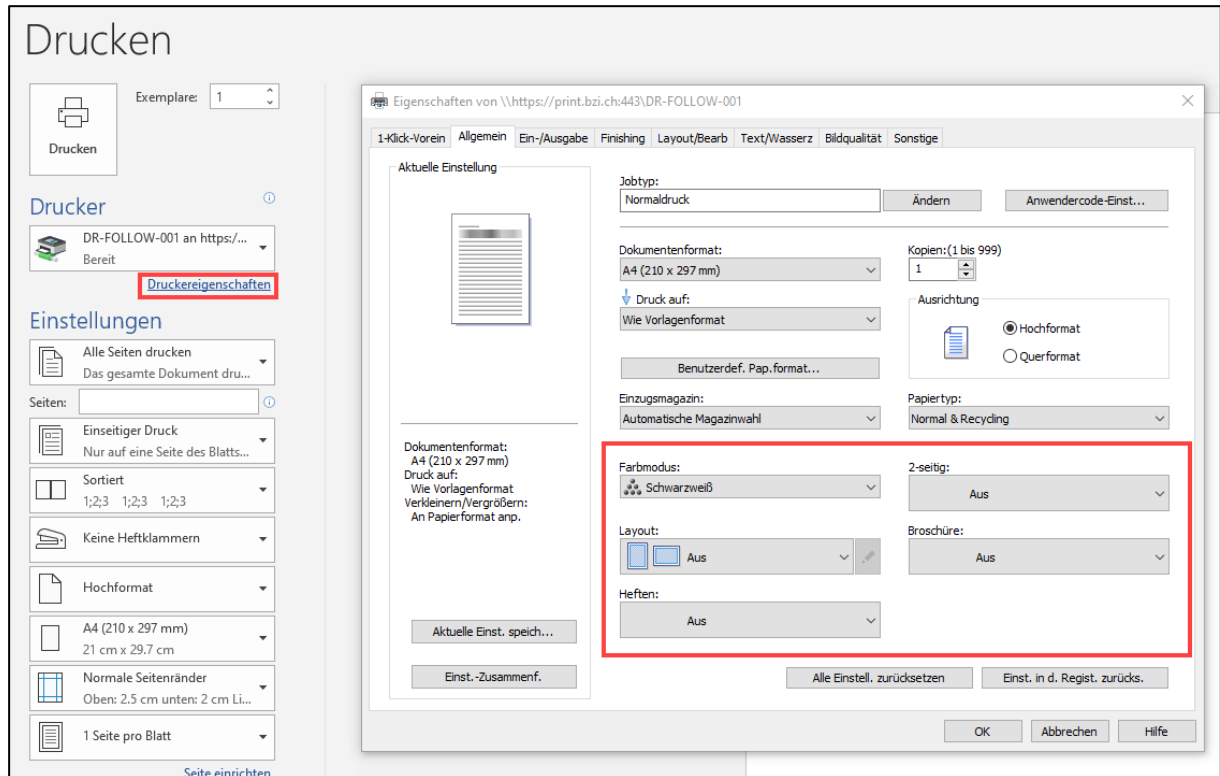 Drucken
Drucken
Exemplare: 1
Drucker
DR-FOLLOW-001 an https:/...
Bereit
Druckereigenschaften
Einstellungen
Alle Seiten drucken
Das gesamte Dokument dru...
Seiten:
Einseitiger Druck
Nur auf eine Seite des Blatts...
Sortiert
1;2;3 1;2;3 1;2;3
Keine Heftklammern
Hochformat
A4 (210 x 297 mm)
21 cm x 29.7 cm
Normale Seitenränder
Oben: 2.5 cm unten: 2 cm Li...
1 Seite pro Blatt
Seite einrichten
Eigenschaften von \\https://print.bzi.ch:443\DR-FOLLOW-001
1-Klick-Vorein Allgemein Ein-/Ausgabe Finishing Layout/Bearb Text/Wasserz Bildqualität Sonstige
Aktuelle Einstellung
Dokumentenformat:
A4 (210 x 297 mm)
Druck auf:
Wie Vorlagenformat
Verkleinern/Vergrößern:
An Papierformat anp.
Aktuelle Einst. speich...
Einst.-Zusammenf.
Jobtyp:
Normaldruck Ändern Anwendercode-Einst...
Dokumentenformat: Kopien:(1 bis 999)
A4 (210 x 297 mm) 1
Druck auf: Ausrichtung
Wie Vorlagenformat Hochformat
Querformat
Benutzerdef. Pap.format...
Einzugsmagazin: Papiertyp:
Automatische Magazinwahl Normal & Recycling
Farbmodus: 2-seitig:
Schwarzweiß Aus
Layout: Broschüre:
Aus Aus
Heften:
Aus
Alle Einstell. zurücksetzen Einst. in d. Regist. zurücks.
OK Abbrechen Hilfe